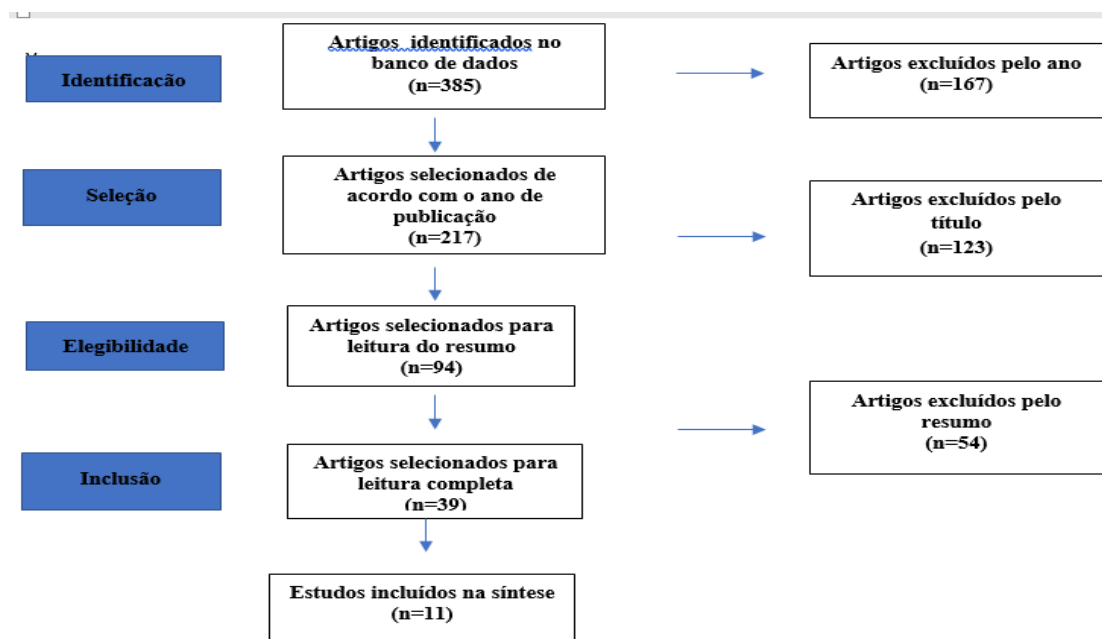 Identificação
Artigos identificados no
banco de dados
(n=385)
Artigos excluídos pelo ano
(n=167)
Seleção
Artigos selecionados de
acordo com o ano de
publicação
(n=217)
Artigos excluídos pelo
título
(n=123)
Elegibilidade
Artigos selecionados para
leitura do resumo
(n=94)
Artigos excluídos pelo
resumo
(n=54)
Inclusão
Artigos selecionados para
leitura completa
(n=39)
Estudos incluídos na síntese
(n=11)